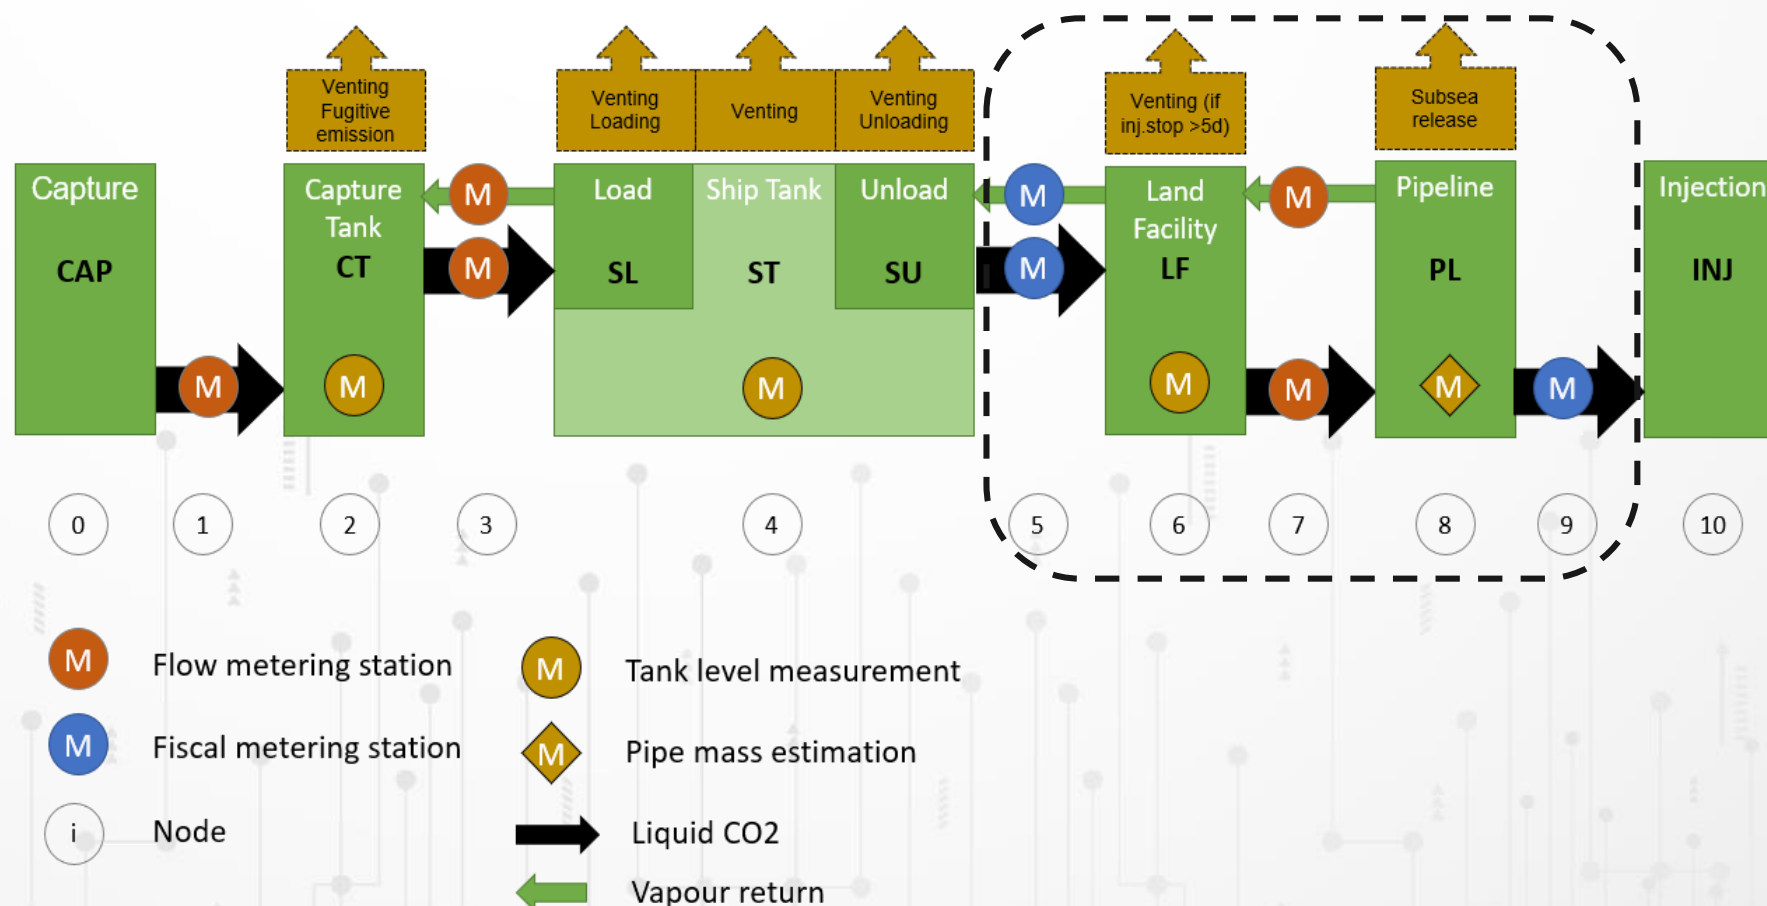 Venting
Fugitive
emission
Venting
Loading
Venting
Venting
Unloading
Venting (if
inj.stop >5d)
Subsea
release
Capture
CAP
M
Capture
Tank
CT
M
M
M
Load
SL
Ship Tank
ST
M
Unload
SU
M
M
Land
Facility
LF
M
M
M
Pipeline
PL
M
M
Injection
INJ
0
1
2
3
4
5
6
7
8
9
10
M
Flow metering station
M
Fiscal metering station
i
Node
M
Tank level measurement
M
Pipe mass estimation
Liquid CO2
Vapour return